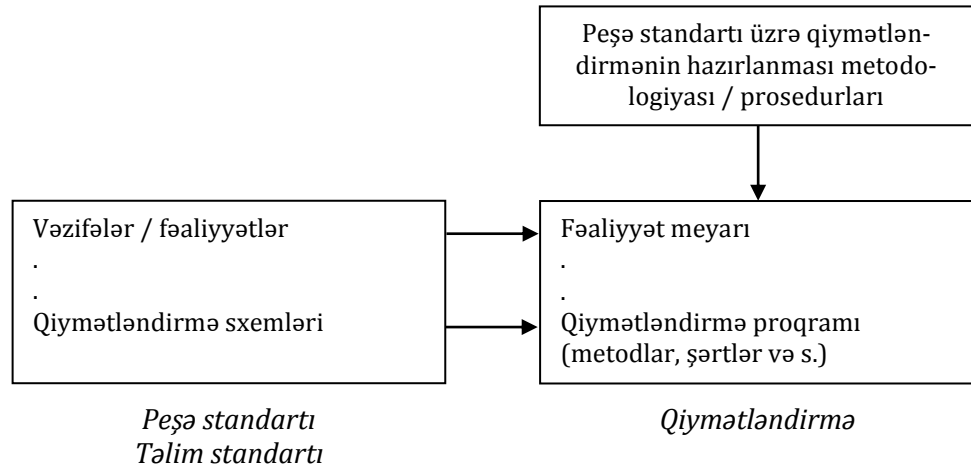 Peşə standartı üzrə qiymətlən-
dirmənin hazırlanması metodo-
logiyası / prosedurları
Vəzifələr / fəaliyyətlər
.
.
Qiymətləndirmə sxemləri
Fəaliyyət meyarı
.
.
Qiymətləndirmə proqramı
(metodlar, şərtlər və s.)
Peşə standartı
Təlim standartı
Qiymətləndirmə